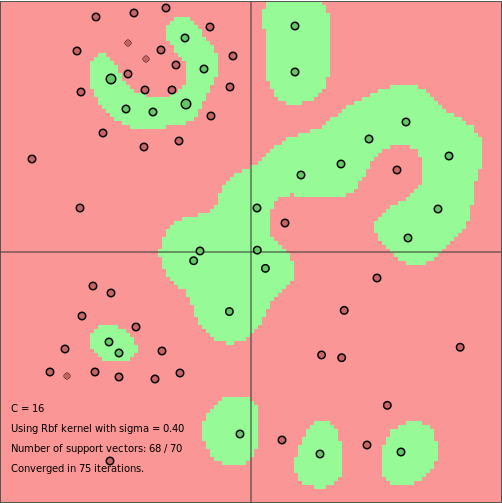 C = 16
Using Rbf kernel with sigma = 0.40
Number of support vectors: 68 / 70
Converged in 75 iterations.